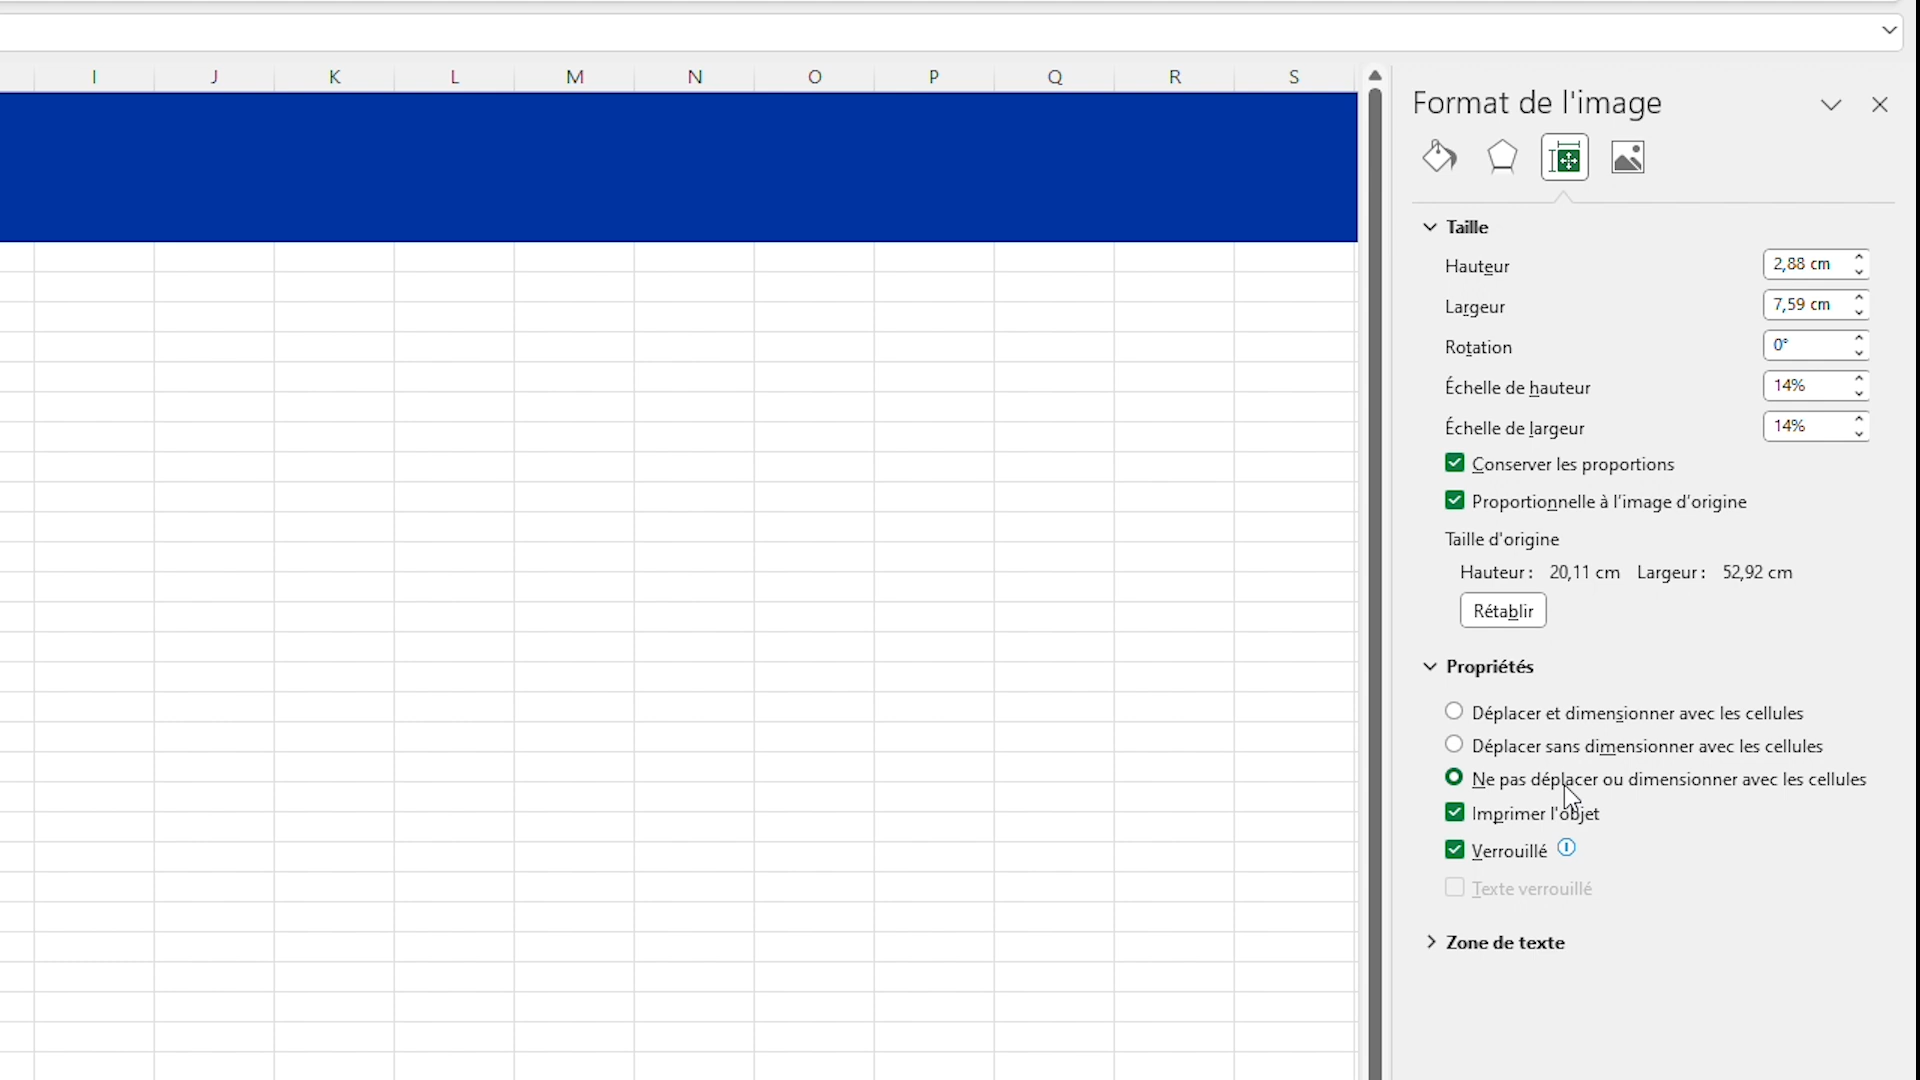 I J K L M N O P Q R S
Format de l'image
Taille
Hauteur 2,88 cm
Largeur 7,59 cm
Rotation 0°
Échelle de hauteur 14%
Échelle de largeur 14%
Conserver les proportions
Proportionnelle à l'image d'origine
Taille d'origine
Hauteur : 20,11 cm Largeur : 52,92 cm
Rétablir
Propriétés
Déplacer et dimensionner avec les cellules
Déplacer sans dimensionner avec les cellules
Ne pas déplacer ou dimensionner avec les cellules
Imprimer l'objet
Verrouillé
Texte verrouillé
Zone de texte